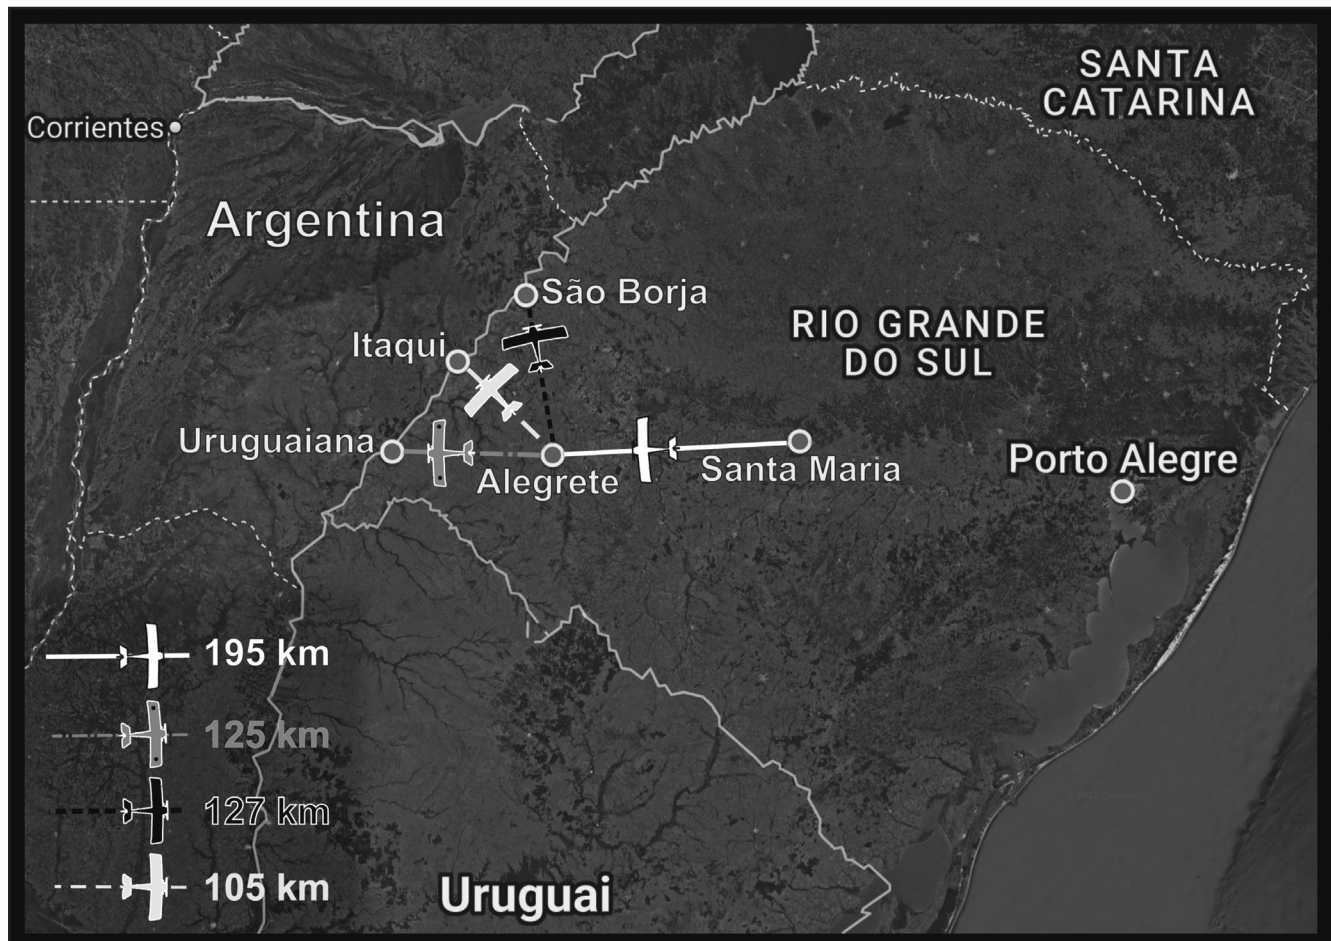 SANTA
CATARINA
Corrientes
Argentina
São Borja
RIO GRANDE
DO SUL
Itaqui
Uruguaiana
Alegrete
Santa Maria
Porto Alegre
195 km
125 km
127 km
105 km
Uruguai